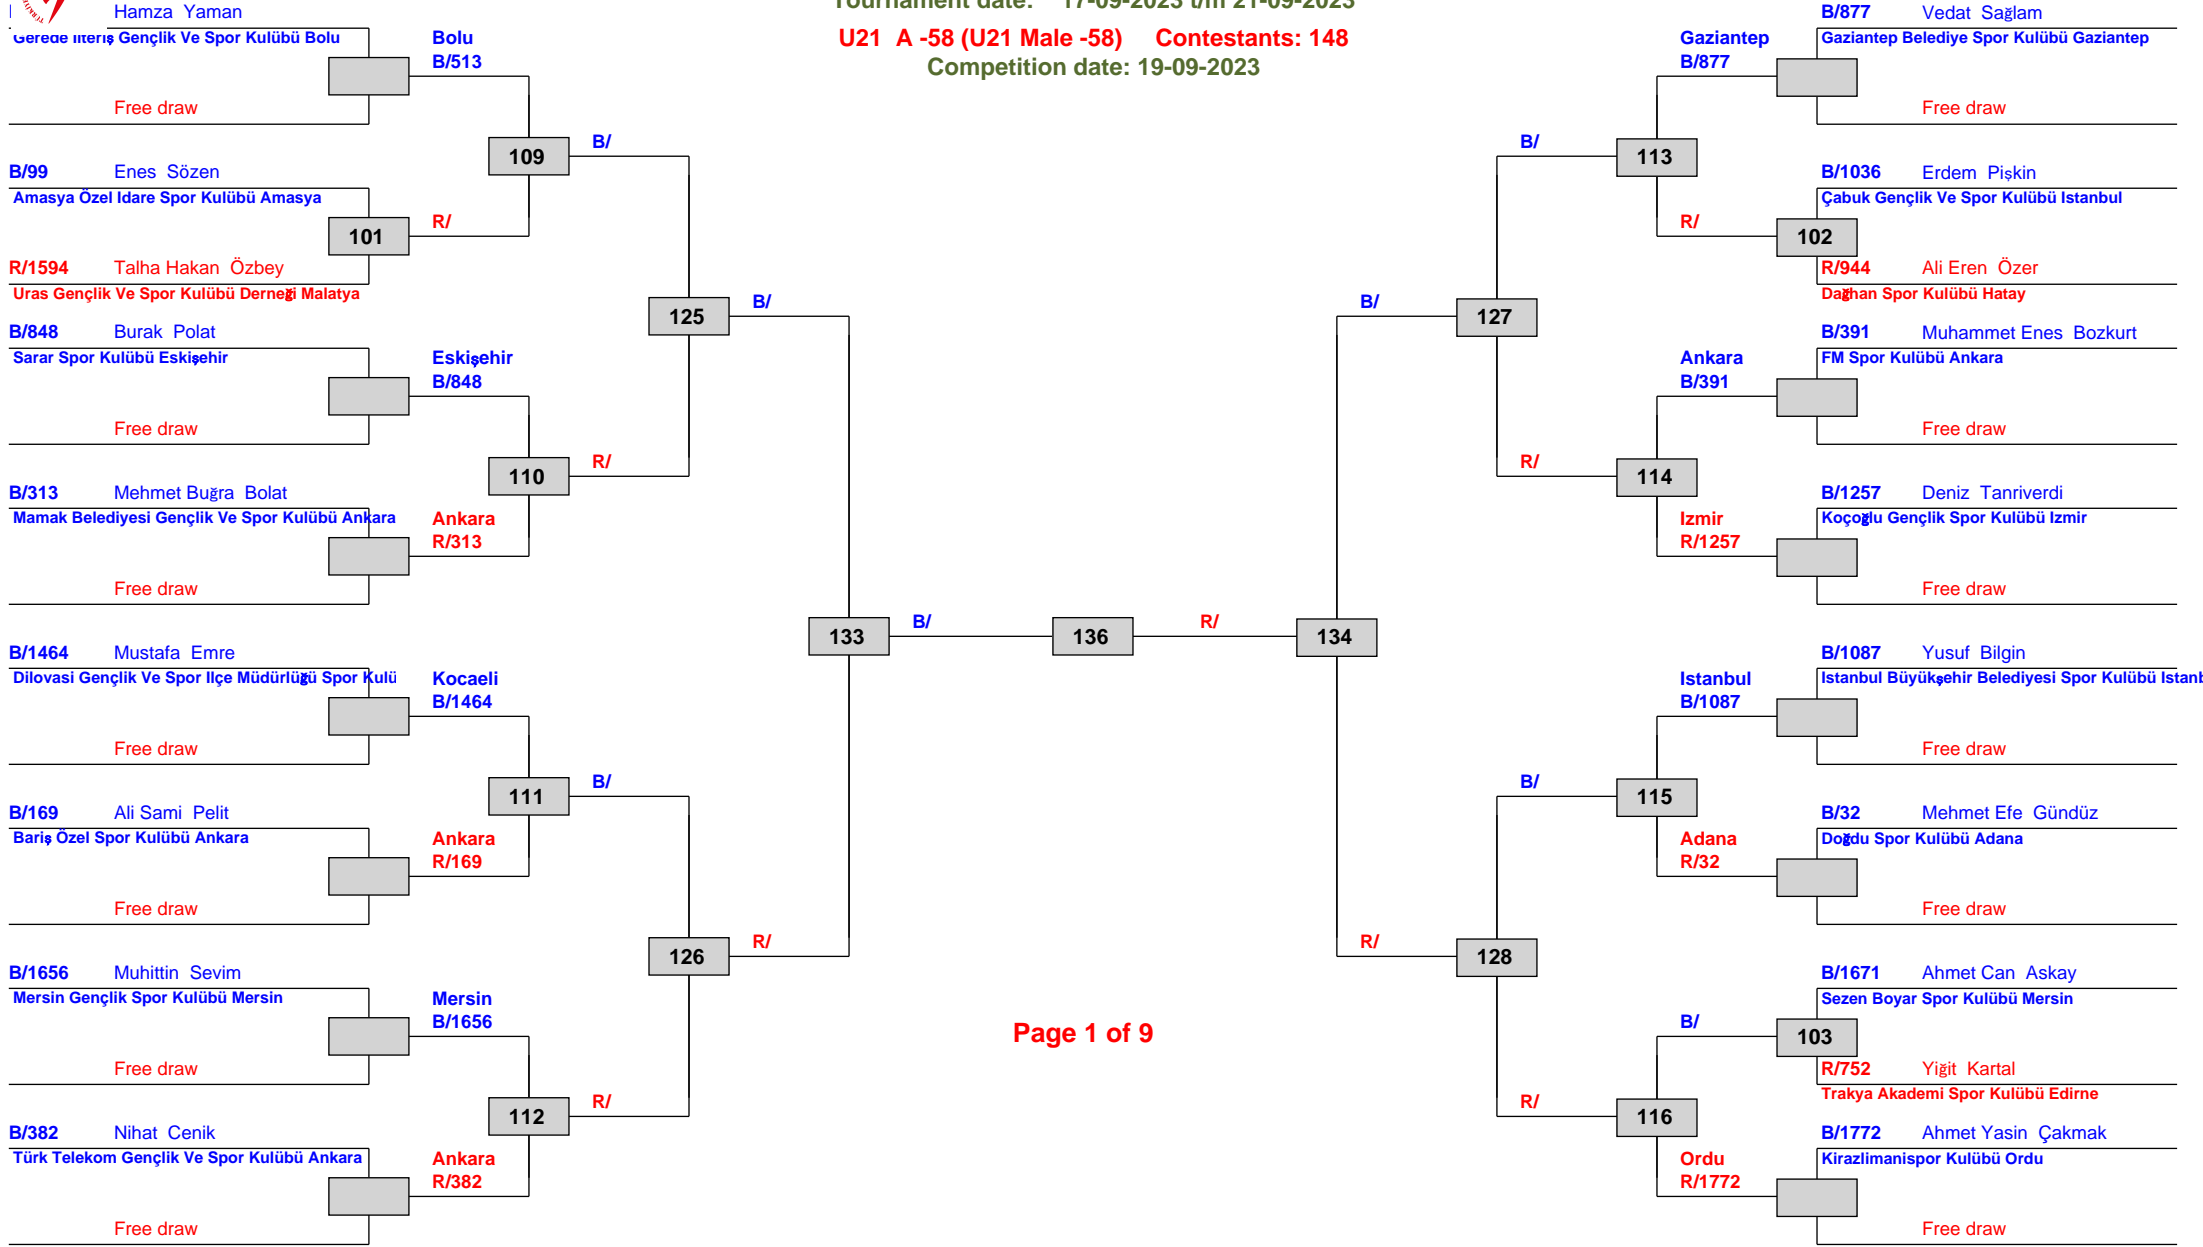 Tournament date: 17-09-2023 t/m 21-09-2023
U21 A -58 (U21 Male -58) Contestants: 148
Competition date: 19-09-2023
Hamza Yaman
Gerede Ilteriş Gençlik Ve Spor Kulübü Bolu
Free draw
B/99 Enes Sözen
Amasya Özel Idare Spor Kulübü Amasya
R/1594 Talha Hakan Özbey
Uras Gençlik Ve Spor Kulübü Derneği Malatya
B/848 Burak Polat
Sarar Spor Kulübü Eskişehir
Free draw
B/313 Mehmet Buğra Bolat
Mamak Belediyesi Gençlik Ve Spor Kulübü Ankara
Free draw
B/1464 Mustafa Emre
Dilovasi Gençlik Ve Spor Ilçe Müdürlüğü Spor Kulü
Free draw
B/169 Ali Sami Pelit
Bariş Özel Spor Kulübü Ankara
Free draw
B/1656 Muhittin Sevim
Mersin Gençlik Spor Kulübü Mersin
Free draw
B/382 Nihat Cenik
Türk Telekom Gençlik Ve Spor Kulübü Ankara
Free draw
Bolu
B/513
101
R/
Eskişehir
B/848
Ankara
R/313
Kocaeli
B/1464
Ankara
R/169
Mersin
B/1656
Ankara
R/382
109
B/
110
R/
111
B/
112
R/
125
B/
126
R/
133
B/
136
R/
134
Page 1 of 9
B/
127
R/
128
B/
113
R/
114
B/
115
R/
116
Gaziantep
B/877
R/
102
Ankara
B/391
Izmir
R/1257
Istanbul
B/1087
Adana
R/32
B/
103
Ordu
R/1772
B/877 Vedat Sağlam
Gaziantep Belediye Spor Kulübü Gaziantep
Free draw
B/1036 Erdem Pişkin
Çabuk Gençlik Ve Spor Kulübü Istanbul
R/944 Ali Eren Özer
Dağhan Spor Kulübü Hatay
B/391 Muhammet Enes Bozkurt
FM Spor Kulübü Ankara
Free draw
B/1257 Deniz Tanriverdi
Koçoğlu Gençlik Spor Kulübü Izmir
Free draw
B/1087 Yusuf Bilgin
Istanbul Büyükşehir Belediyesi Spor Kulübü Istanb
Free draw
B/32 Mehmet Efe Gündüz
Doğdu Spor Kulübü Adana
Free draw
B/1671 Ahmet Can Askay
Sezen Boyar Spor Kulübü Mersin
R/752 Yiğit Kartal
Trakya Akademi Spor Kulübü Edirne
B/1772 Ahmet Yasin Çakmak
Kirazlimanispor Kulübü Ordu
Free draw